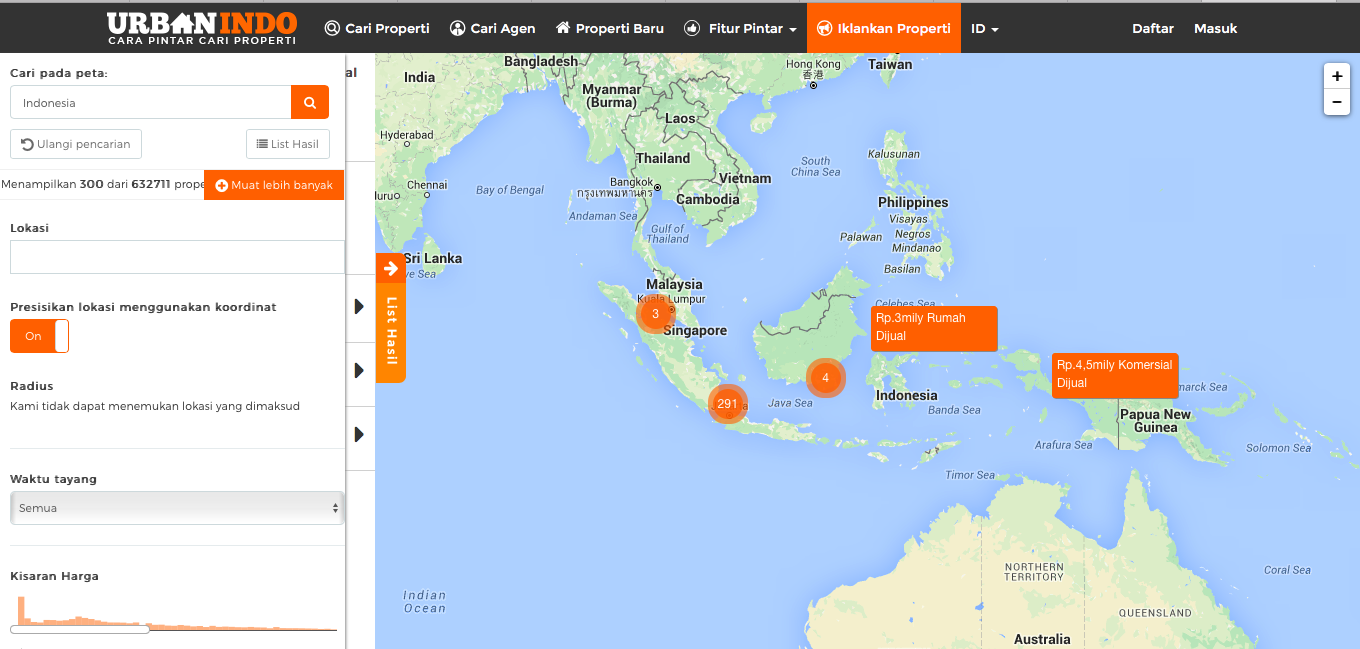 URBANINDO
CARA PINTAR CARI PROPERTI
Cari Properti
Cari Agen
Properti Baru
Fitur Pintar
Iklankan Properti
ID
Daftar
Masuk
Cari pada peta:
al
Indonesia
Ulangi pencarian
List Hasil
Menampilkan 300 dari 632711 prope
Muat lebih banyak
Lokasi
Presisikan lokasi menggunakan koordinat
On
Radius
Kami tidak dapat menemukan lokasi yang dimaksud
Waktu tayang
Semua
Kisaran Harga
List Hasil
+
−
India
Bangladesh
Hong Kong
香港
Taiwan
Myanmar
(Burma)
Laos
Hyderabad
Thailand
South
China Sea
Kalusunan
Chennai
Bangkok
กรุงเทพมหานคร
Vietnam
luru
Bay of Bengal
Cambodia
Philippines
Andaman Sea
Visayas
Gulf of
Thailand
Palawan
Negros
Mindanao
Sri Lanka
ve Sea
Basilan
Malaysia
Kuala Lumpur
Celebes Sea
3
Singapore
Rp.3mily Rumah
Dijual
4
Rp.4,5mily Komersial
Dijual
marck Sea
291
Java Sea
Indonesia
Banda Sea
Papua New
Guinea
Arafura Sea
Solomon Sea
Timor Sea
NORTHERN
TERRITORY
Coral Sea
Indian
Ocean
QUEENSLAND
Australia